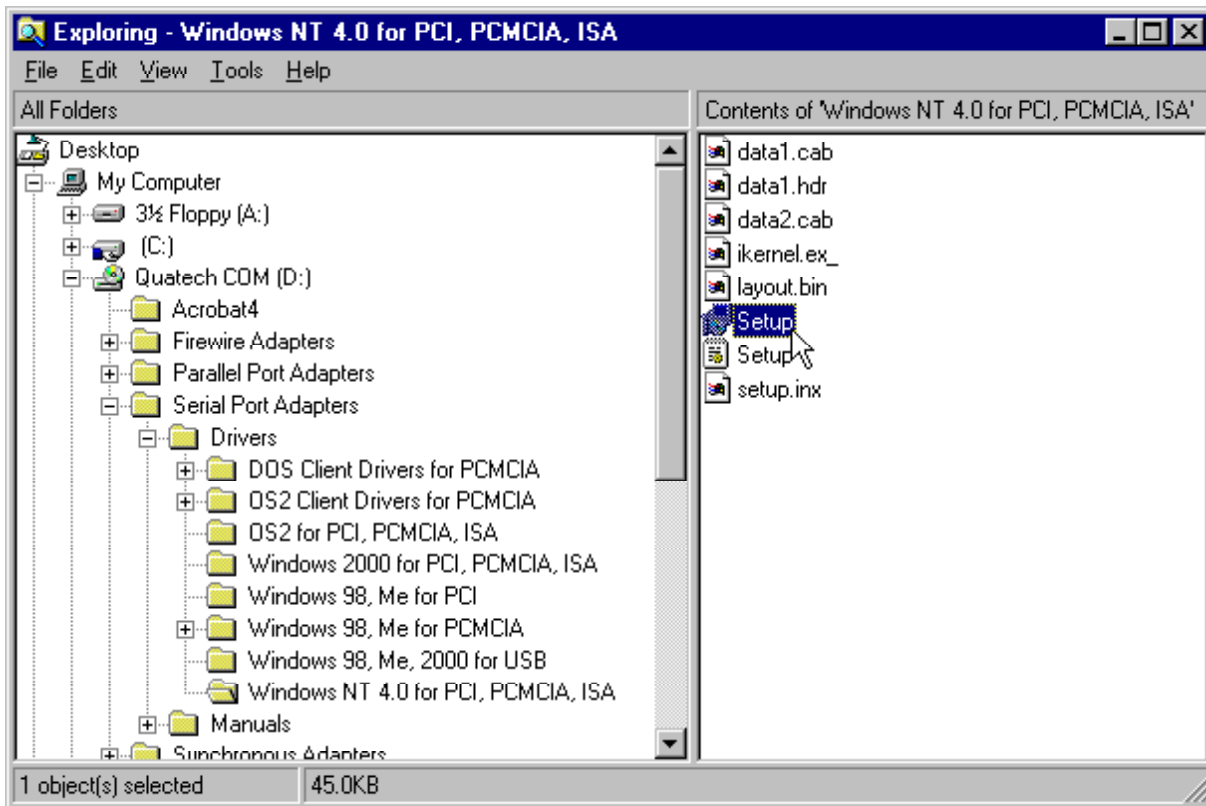 Exploring - Windows NT 4.0 for PCI, PCMCIA, ISA
File Edit View Tools Help
All Folders
Contents of 'Windows NT 4.0 for PCI, PCMCIA, ISA'
Desktop
My Computer
3½ Floppy (A:)
(C:)
Quatech COM (D:)
Acrobat4
Firewire Adapters
Parallel Port Adapters
Serial Port Adapters
Drivers
DOS Client Drivers for PCMCIA
OS2 Client Drivers for PCMCIA
OS2 for PCI, PCMCIA, ISA
Windows 2000 for PCI, PCMCIA, ISA
Windows 98, Me for PCI
Windows 98, Me for PCMCIA
Windows 98, Me, 2000 for USB
Windows NT 4.0 for PCI, PCMCIA, ISA
Manuals
Synchronous Adapters
data1.cab
data1.hdr
data2.cab
ikernel.ex_
layout.bin
Setup
Setup
setup.inx
1 object(s) selected
45.0KB